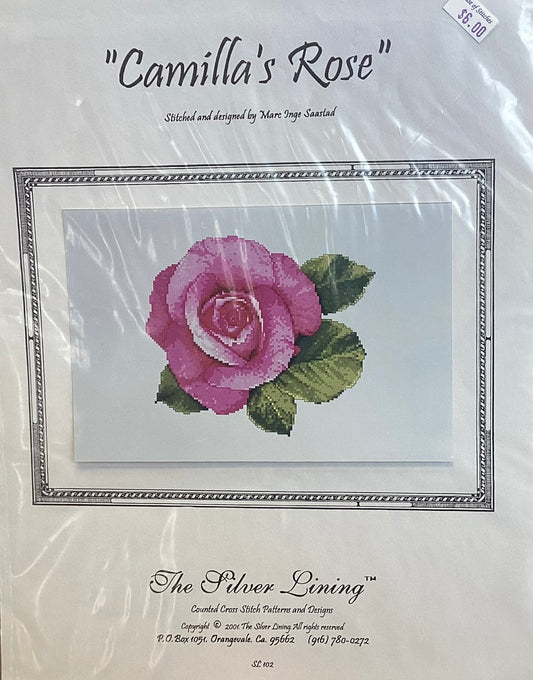 of Stitches
$6.00
"Camilla's Rose"
Stitched and designed by Marc Inge Saastad
The Silver Lining™
Counted Cross Stitch Patterns and Designs
Copyright © 2001. The Silver Lining. All rights reserved
P.O. Box 1051. Orangevale. Ca. 95662 (916) 780-0272
SL 102